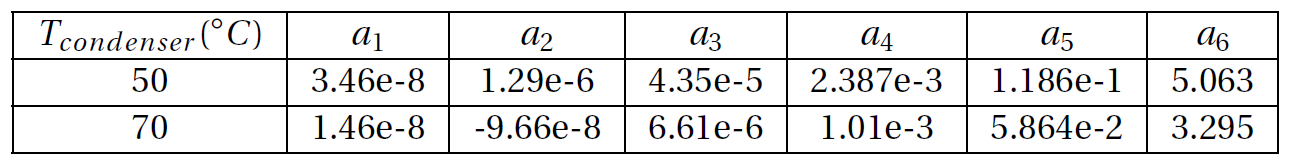 T_condenser(°C) a1 a2 a3 a4 a5 a6
50 3.46e-8 1.29e-6 4.35e-5 2.387e-3 1.186e-1 5.063
70 1.46e-8 -9.66e-8 6.61e-6 1.01e-3 5.864e-2 3.295